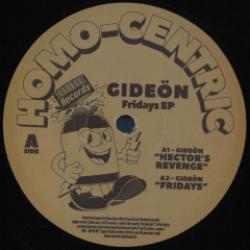 HOMO-CENTRIC
Records
GIDEÖN
Fridays EP
A
SIDE
A1 - GIDEÖN
"HECTOR'S
REVENGE"
A2 - GIDEÖN
"FRIDAYS"